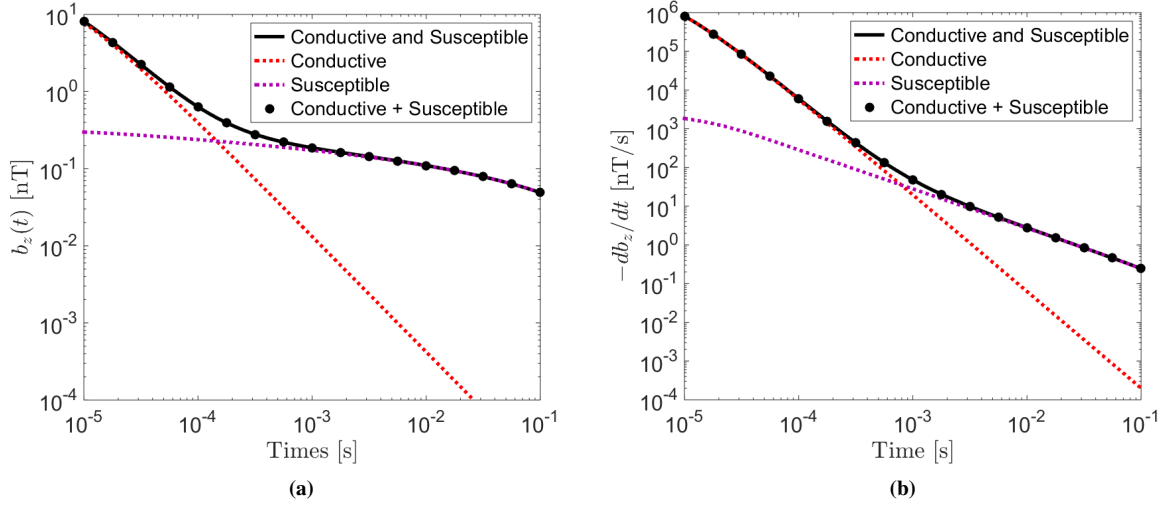 10^1
10^0
10^-1
10^-2
10^-3
10^-4
b_z(t) [nT]
10^-5
10^-4
10^-3
10^-2
10^-1
Times [s]
Conductive and Susceptible
Conductive
Susceptible
Conductive + Susceptible
(a)
10^6
10^5
10^4
10^3
10^2
10^1
10^0
10^-1
10^-2
10^-3
10^-4
-db_z/dt [nT/s]
10^-5
10^-4
10^-3
10^-2
10^-1
Time [s]
Conductive and Susceptible
Conductive
Susceptible
Conductive + Susceptible
(b)